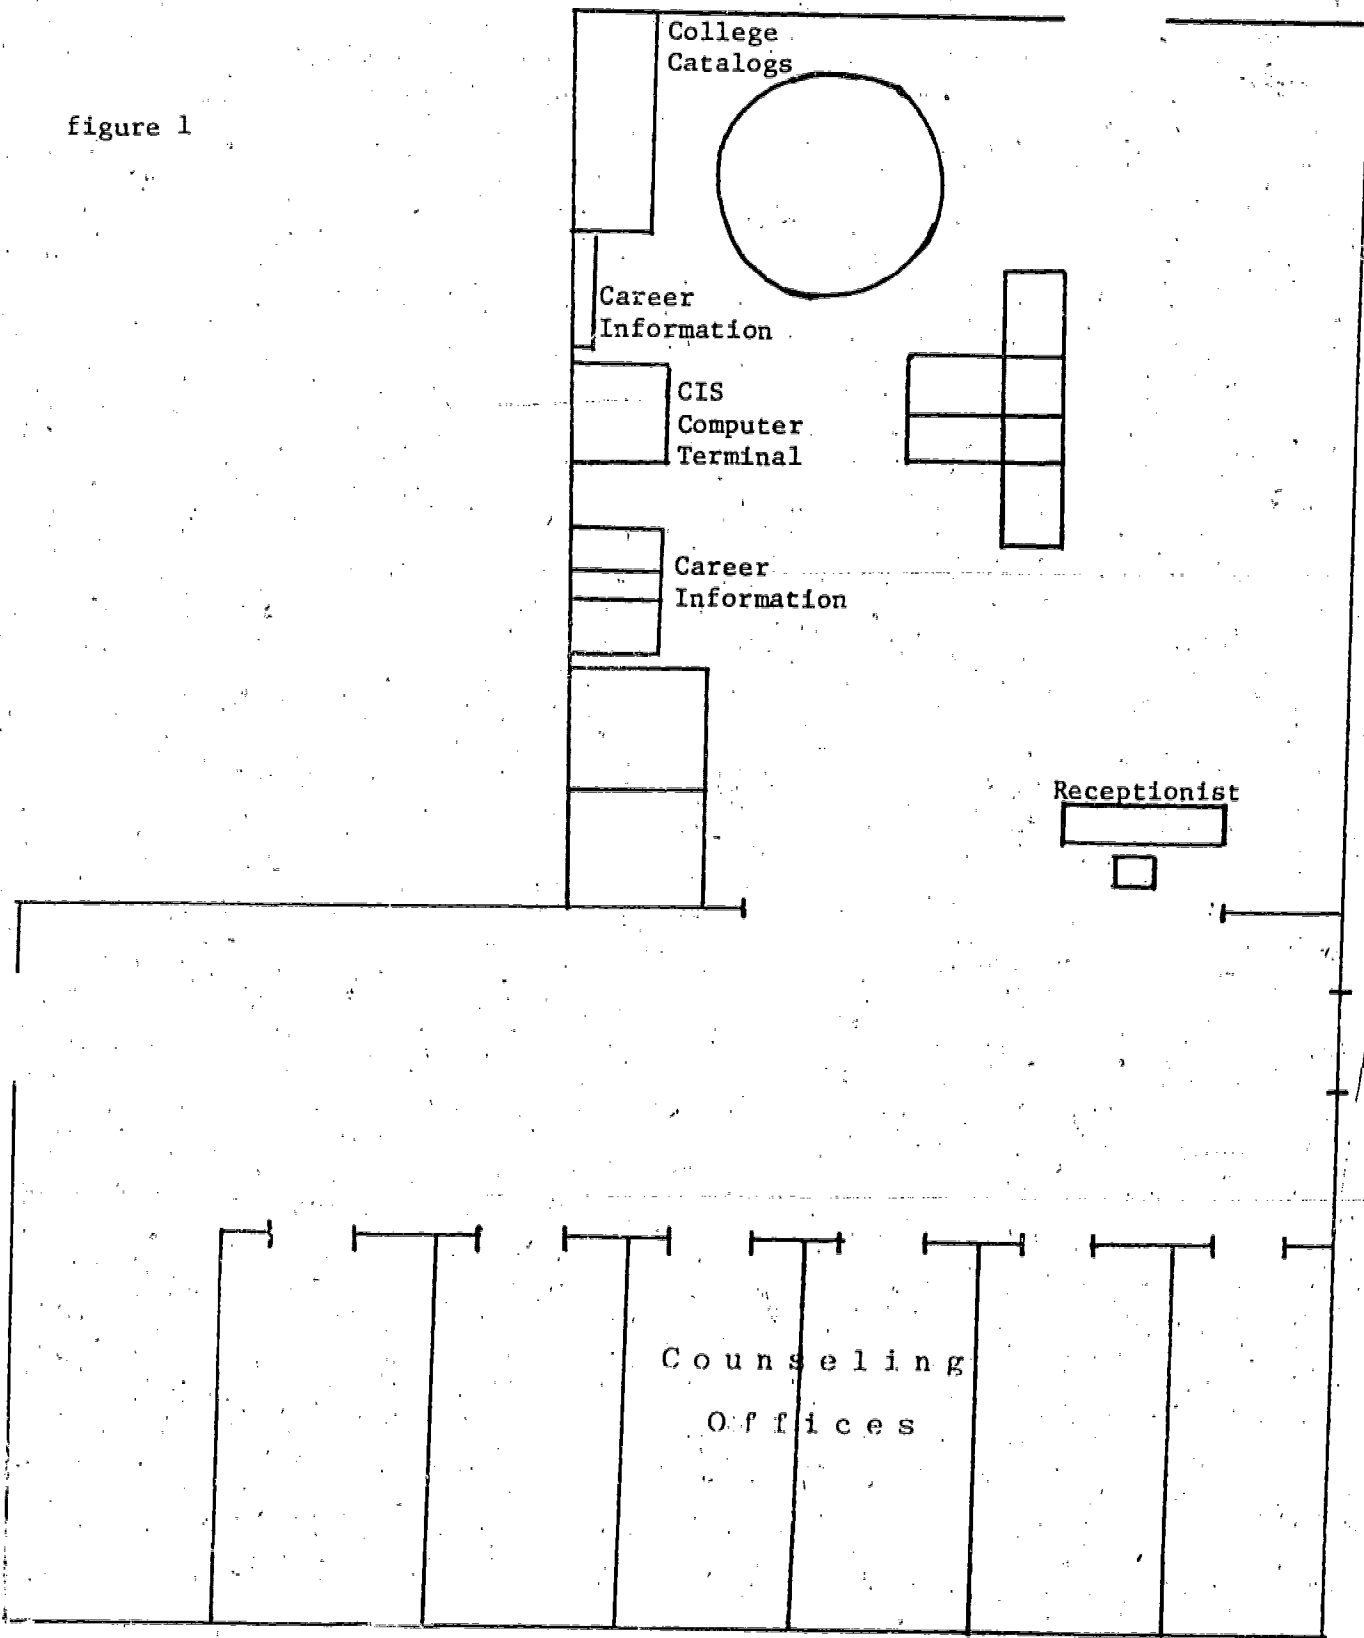 College
Catalogs
figure 1
Career
Information
CIS
Computer
Terminal
Career
Information
Receptionist
Counseling
Offices